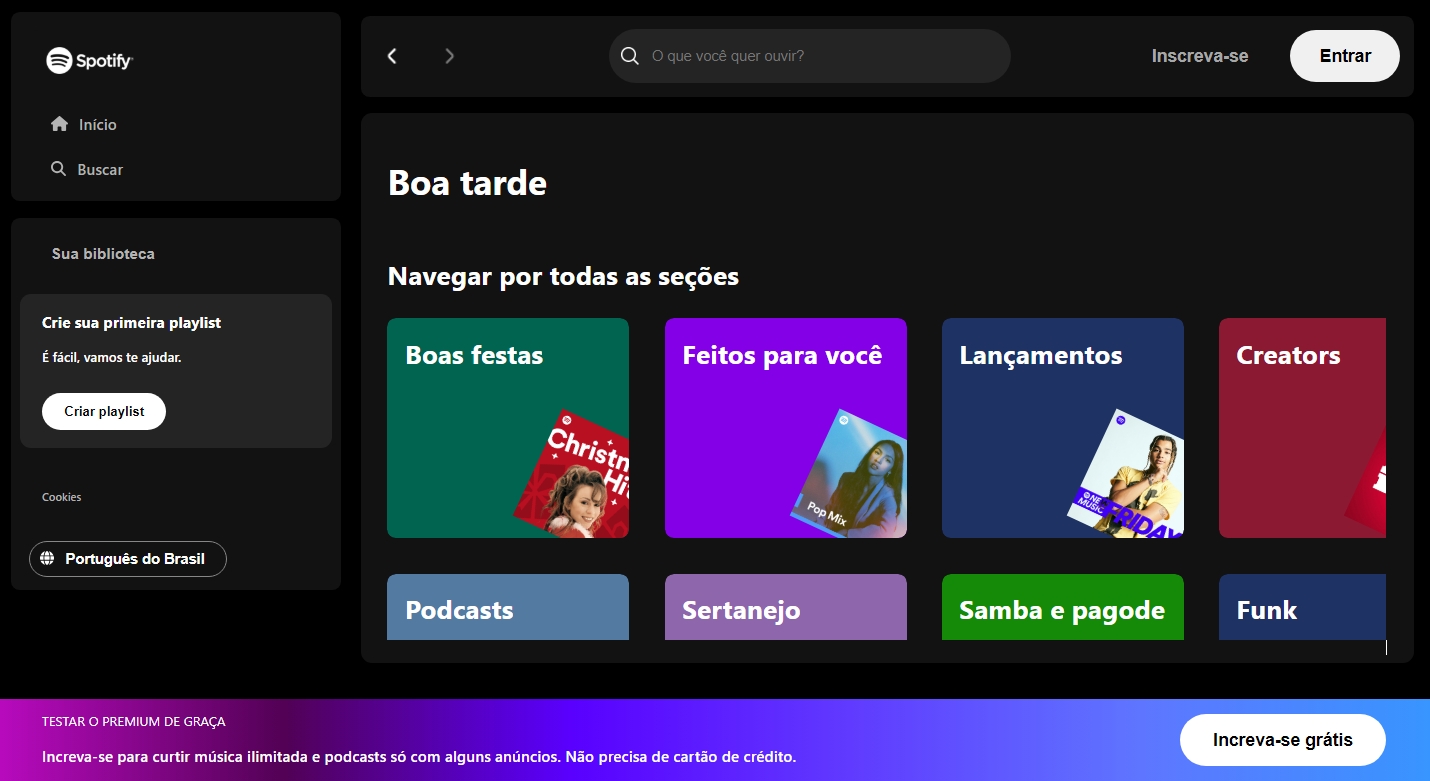 Spotify
Início
Buscar
Sua biblioteca
Crie sua primeira playlist
É fácil, vamos te ajudar.
Criar playlist
Cookies
Português do Brasil
O que você quer ouvir?
Inscreva-se
Entrar
Boa tarde
Navegar por todas as seções
Boas festas
Feitos para você
Lançamentos
Creators
Christm
Hi
Pop Mix
NE
MUSIC
FRIDAY
Podcasts
Sertanejo
Samba e pagode
Funk
TESTAR O PREMIUM DE GRAÇA
Increva-se para curtir música ilimitada e podcasts só com alguns anúncios. Não precisa de cartão de crédito.
Increva-se grátis